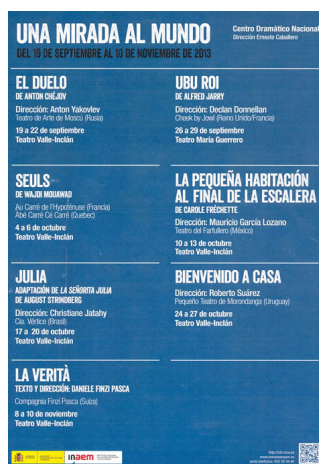 UNA MIRADA AL MUNDO
DEL 19 DE SEPTIEMBRE AL 10 DE NOVIEMBRE DE 2013
Centro Dramático Nacional
Dirección Ernesto Caballero
EL DUELO
DE ANTON CHÉJOV
Dirección: Anton Yakovlev
Teatro de Arte de Moscú (Rusia)
19 a 22 de septiembre
Teatro Valle-Inclán
UBU ROI
DE ALFRED JARRY
Dirección: Declan Donnellan
Cheek by Jowl (Reino Unido/Francia)
26 a 29 de septiembre
Teatro María Guerrero
SEULS
DE WAJDI MOUAWAD
Au Carré de l'Hypoténuse (Francia)
Abé Carré Cé Carré (Quebec)
4 a 6 de octubre
Teatro Valle-Inclán
LA PEQUEÑA HABITACIÓN
AL FINAL DE LA ESCALERA
DE CAROLE FRÉCHETTE
Dirección: Mauricio García Lozano
Teatro del Farfullero (México)
10 a 13 de octubre
Teatro Valle-Inclán
JULIA
ADAPTACIÓN DE LA SEÑORITA JULIA
DE AUGUST STRINDBERG
Dirección: Christiane Jatahy
Cia. Vértice (Brasil)
17 a 20 de octubre
Teatro Valle-Inclán
BIENVENIDO A CASA
Dirección: Roberto Suárez
Pequeño Teatro de Morondanga (Uruguay)
24 a 27 de octubre
Teatro Valle-Inclán
LA VERITÀ
TEXTO Y DIRECCIÓN: DANIELE FINZI PASCA
Compagnia Finzi Pasca (Suiza)
8 a 10 de noviembre
Teatro Valle-Inclán
inaem